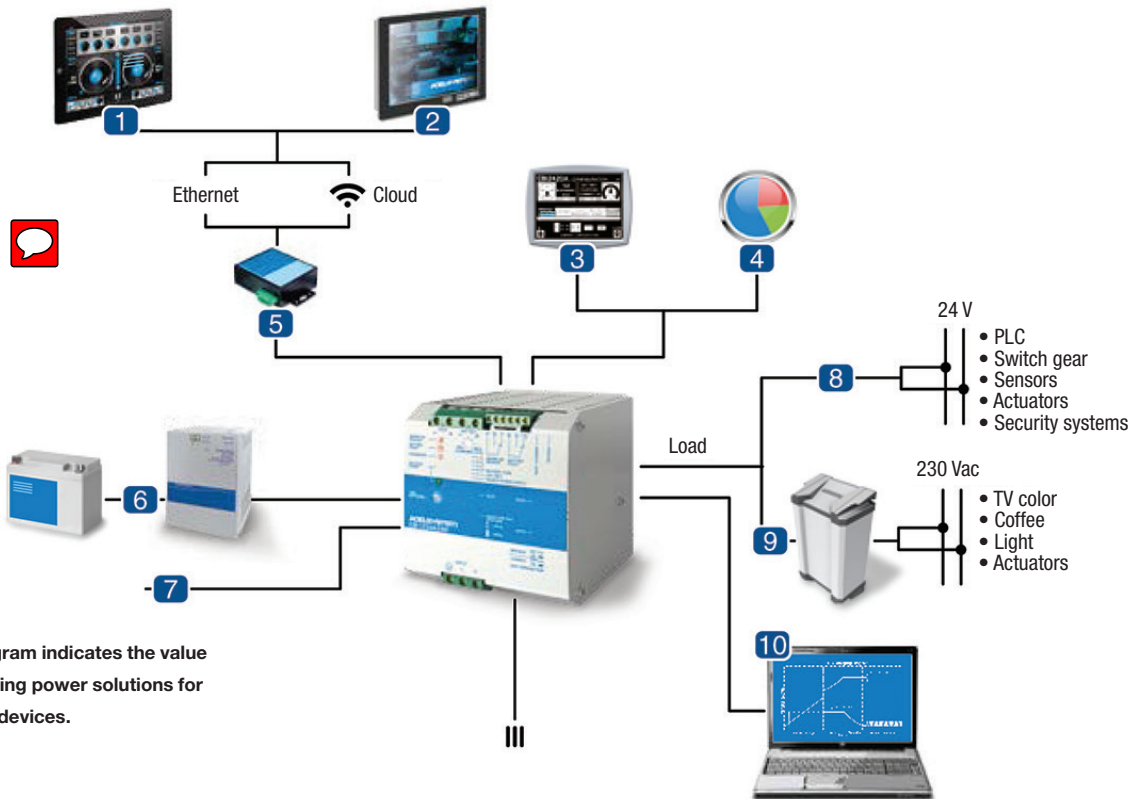 1
2
Ethernet
Cloud
3
4
5
24 V
• PLC
• Switch gear
• Sensors
• Actuators
• Security systems
8
Load
6
7
230 Vac
• TV color
• Coffee
• Light
• Actuators
9
10
gram indicates the value
ing power solutions for
devices.